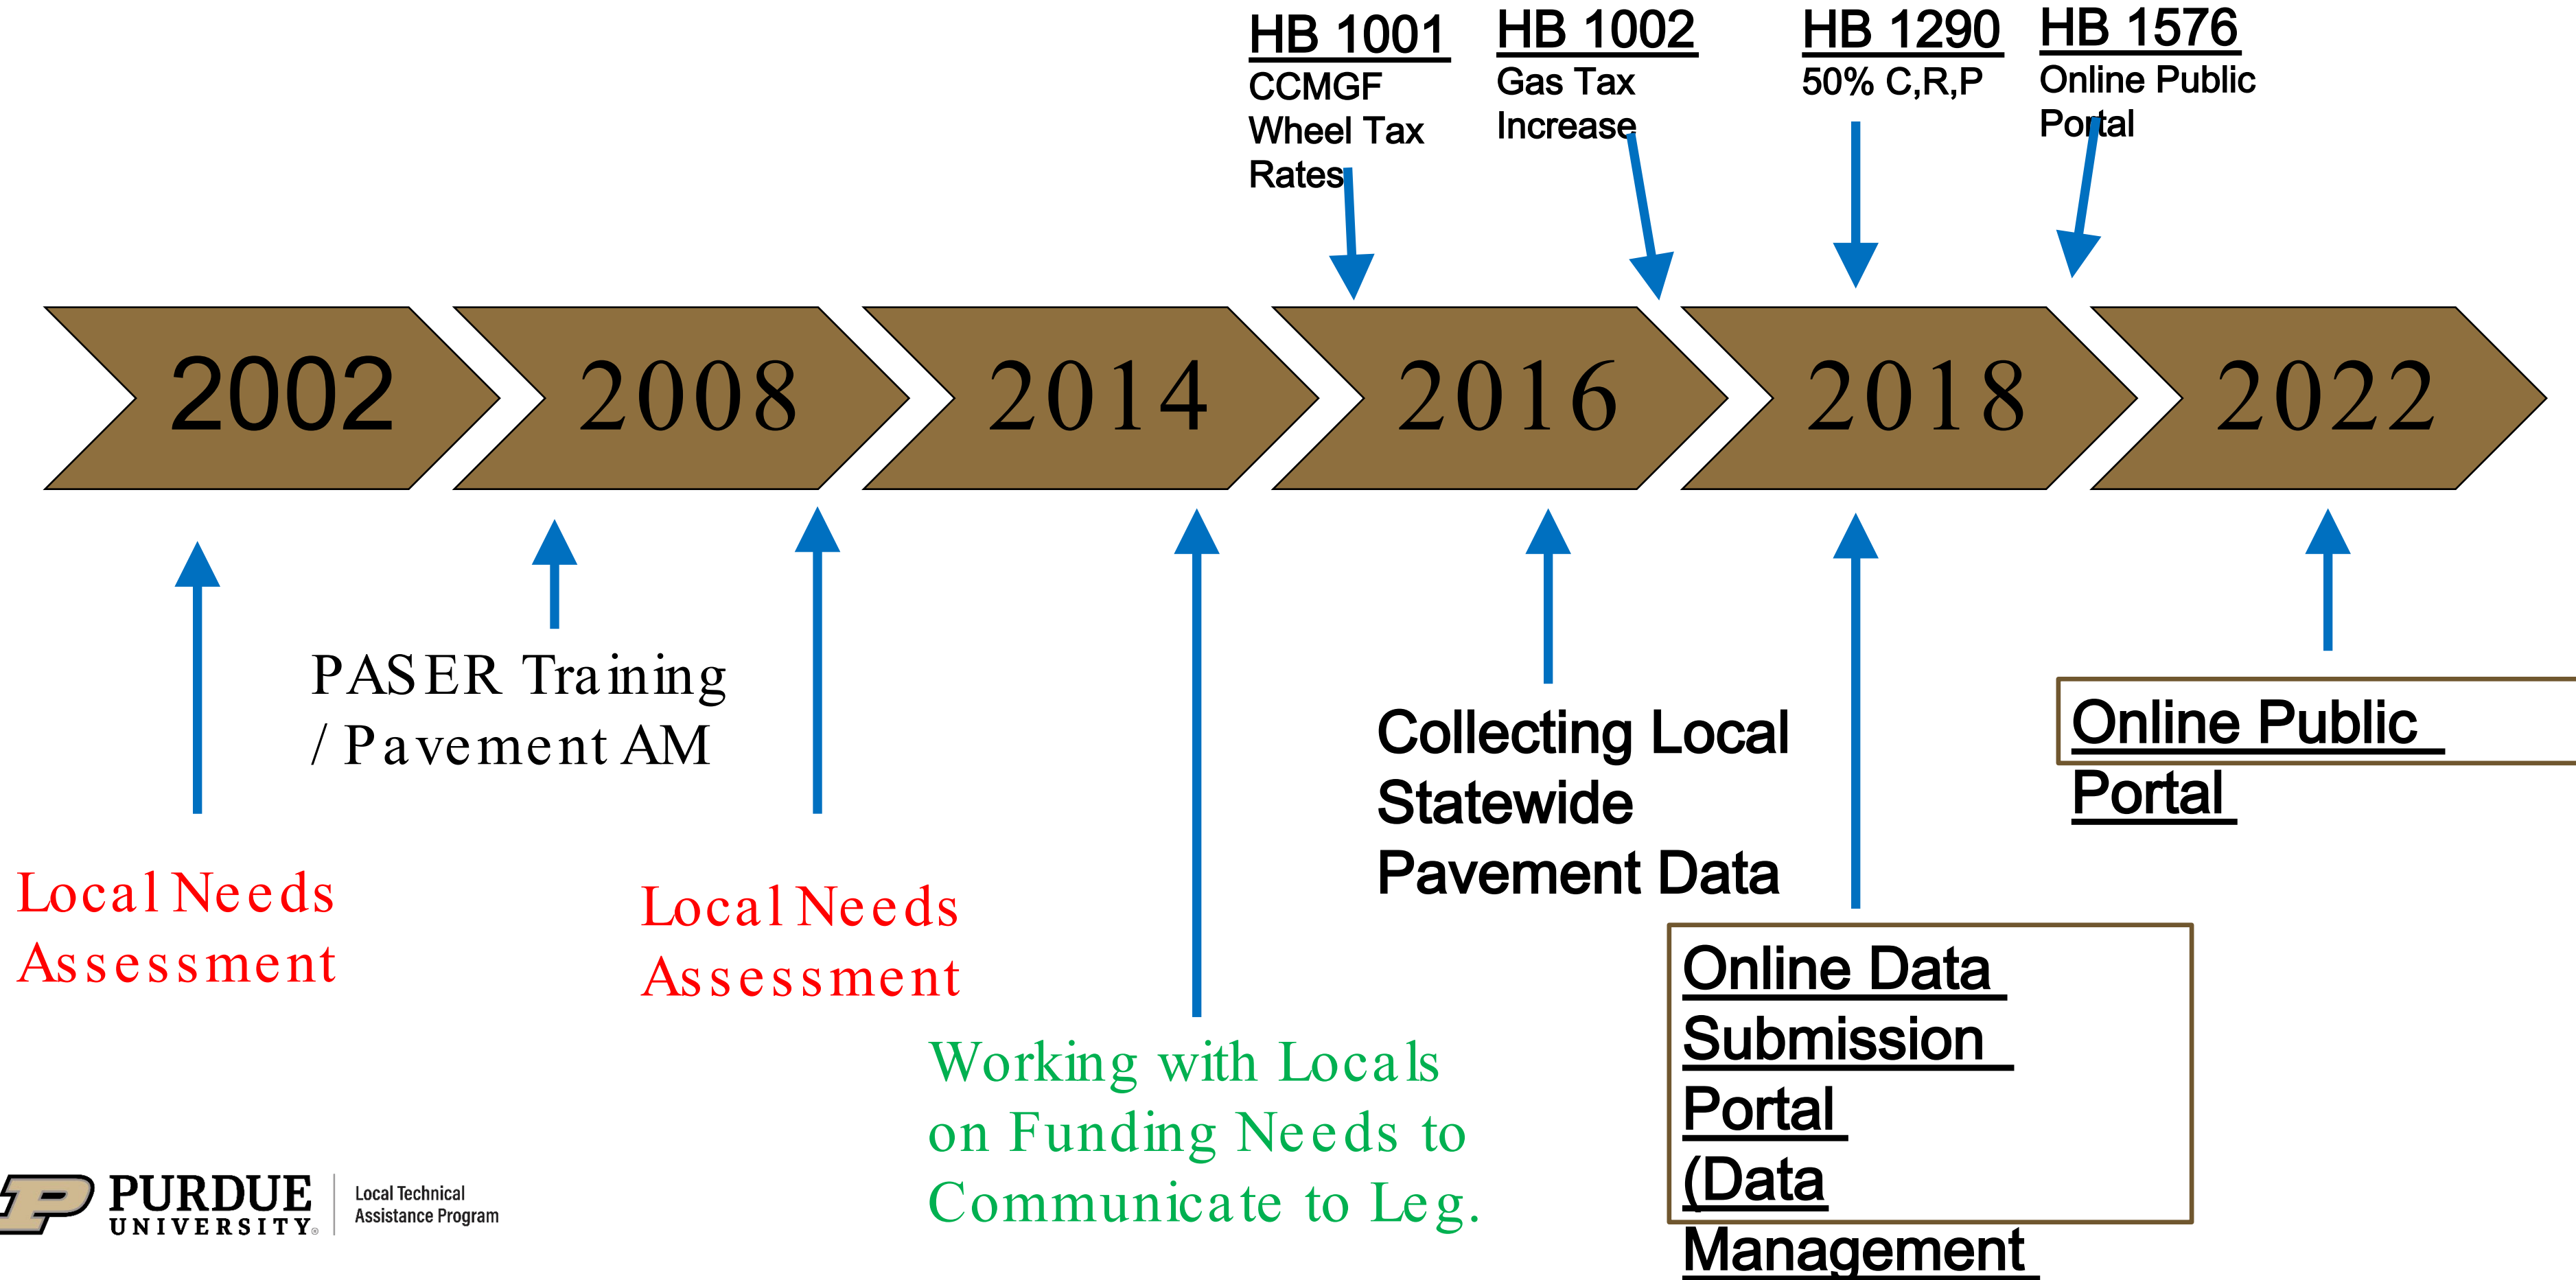 HB 1001
CCMGF
Wheel Tax
Rates
HB 1002
Gas Tax
Increase
HB 1290
50% C,R,P
HB 1576
Online Public
Portal
2002
2008
2014
2016
2018
2022
PASER Training
/ Pavement AM
Local Needs
Assessment
Local Needs
Assessment
Working with Locals
on Funding Needs to
Communicate to Leg.
Collecting Local
Statewide
Pavement Data
Online Data
Submission
Portal
(Data
Management
Online Public
Portal
P PURDUE
UNIVERSITY®
Local Technical
Assistance Program